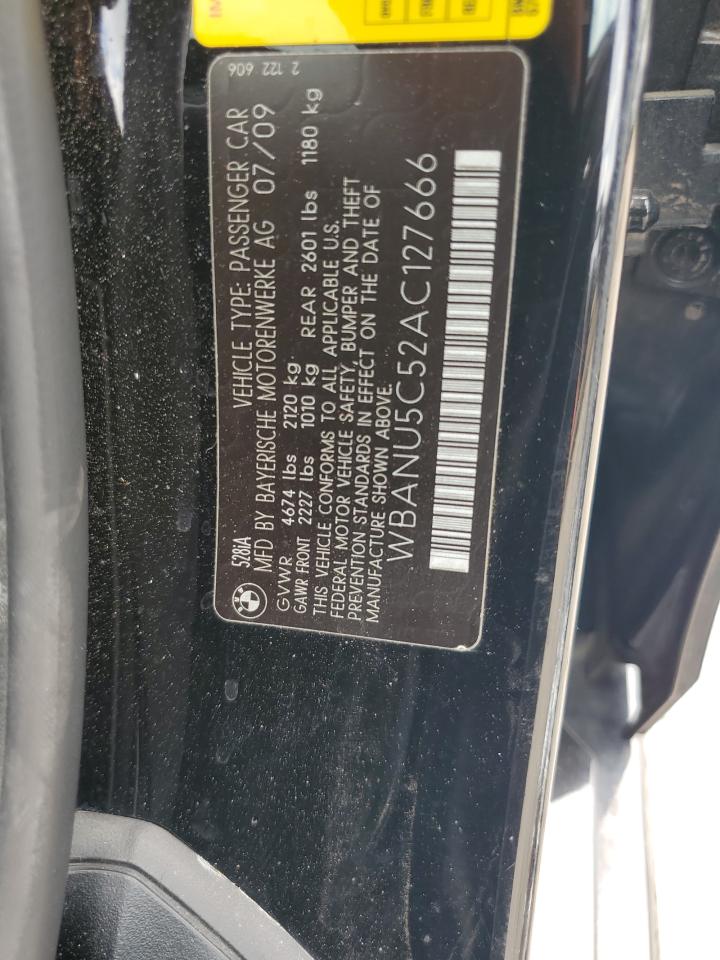 528iA VEHICLE TYPE: PASSENGER CAR
MFD BY BAYERISCHE MOTORENWERKE AG 07/09
GVWR 4674 lbs 2120 kg
GAWR FRONT 2227 lbs 1010 kg REAR 2601 lbs 1180 kg
THIS VEHICLE CONFORMS TO ALL APPLICABLE U.S.
FEDERAL MOTOR VEHICLE SAFETY, BUMPER AND THEFT
PREVENTION STANDARDS IN EFFECT ON THE DATE OF
MANUFACTURE SHOWN ABOVE.
WBANU5C52AC127666
2 122 606